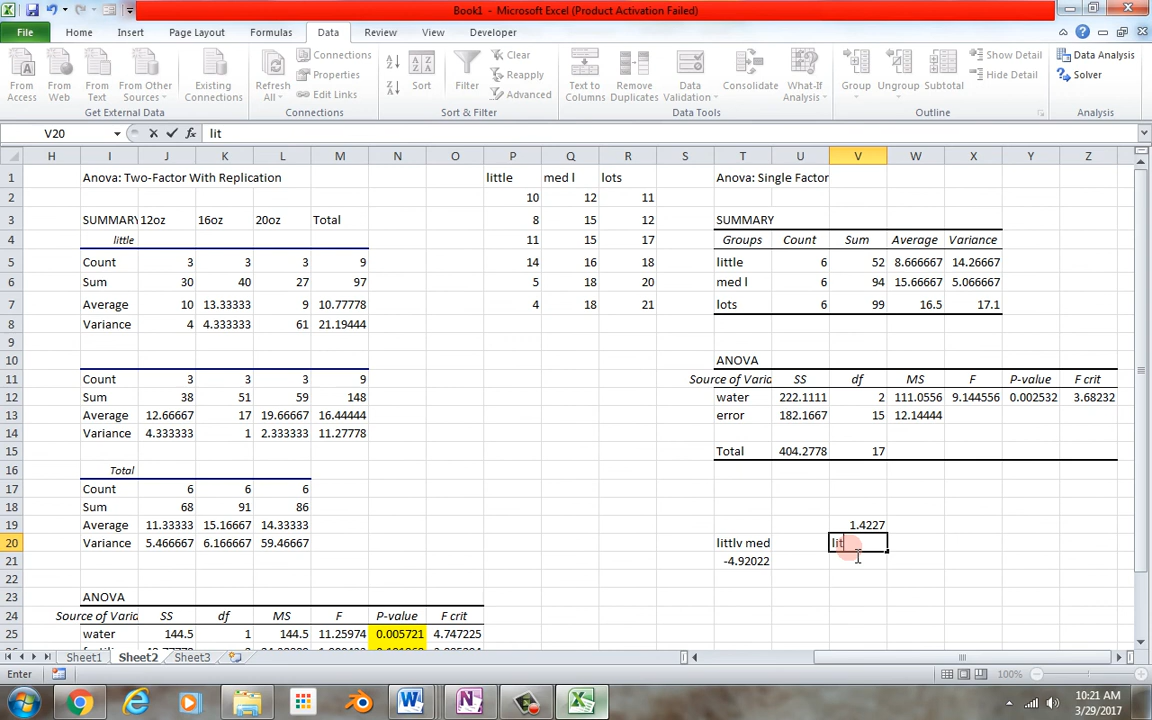 Book1 - Microsoft Excel (Product Activation Failed)
File Home Insert Page Layout Formulas Data Review View Developer
From Access From Web From Text From Other Sources Existing Connections Refresh All Connections Properties Edit Links Sort Filter Clear Reapply Advanced Text to Columns Remove Duplicates Data Validation Consolidate What-If Analysis Group Ungroup Subtotal Show Detail Hide Detail Data Analysis Solver
Get External Data Connections Sort & Filter Data Tools Outline Analysis
V20 fx lit
H I J K L M N O P Q R S T U V W X Y Z
1 Anova: Two-Factor With Replication little med l lots Anova: Single Factor
2 10 12 11
3 SUMMARY 12oz 16oz 20oz Total 8 15 12 SUMMARY
4 little 11 15 17 Groups Count Sum Average Variance
5 Count 3 3 3 9 14 16 18 little 6 52 8.666667 14.26667
6 Sum 30 40 27 97 5 18 20 med l 6 94 15.66667 5.066667
7 Average 10 13.33333 9 10.77778 4 18 21 lots 6 99 16.5 17.1
8 Variance 4 4.333333 61 21.19444
9
10 ANOVA
11 Count 3 3 3 9 Source of Varia SS df MS F P-value F crit
12 Sum 38 51 59 148 water 222.1111 2 111.0556 9.144556 0.002532 3.68232
13 Average 12.66667 17 19.66667 16.44444 error 182.1667 15 12.14444
14 Variance 4.333333 1 2.333333 11.27778
15 Total 404.2778 17
16 Total
17 Count 6 6 6
18 Sum 68 91 86
19 Average 11.33333 15.16667 14.33333 1.4227
20 Variance 5.466667 6.166667 59.46667 littlv med lit
21 -4.92022
22
23 ANOVA
24 Source of Varia SS df MS F P-value F crit
25 water 144.5 1 144.5 11.25974 0.005721 4.747225
Sheet1 Sheet2 Sheet3
Enter 100%
10:21 AM
3/29/2017